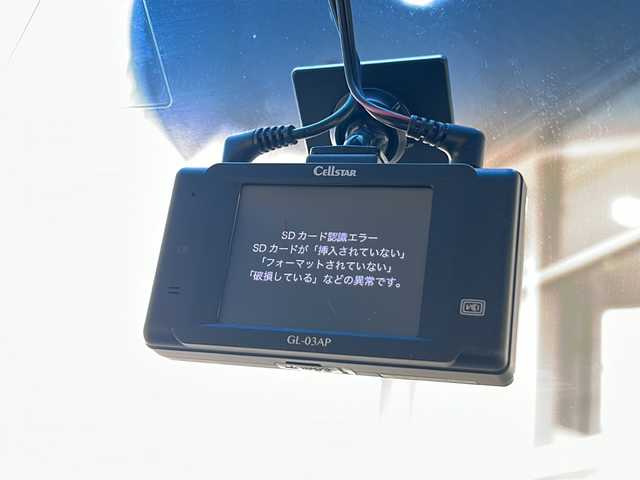 CELLSTAR
SDカード認識エラー
SDカードが「挿入されていない」
「フォーマットされていない」
「破損している」などの異常です。
GL-03AP